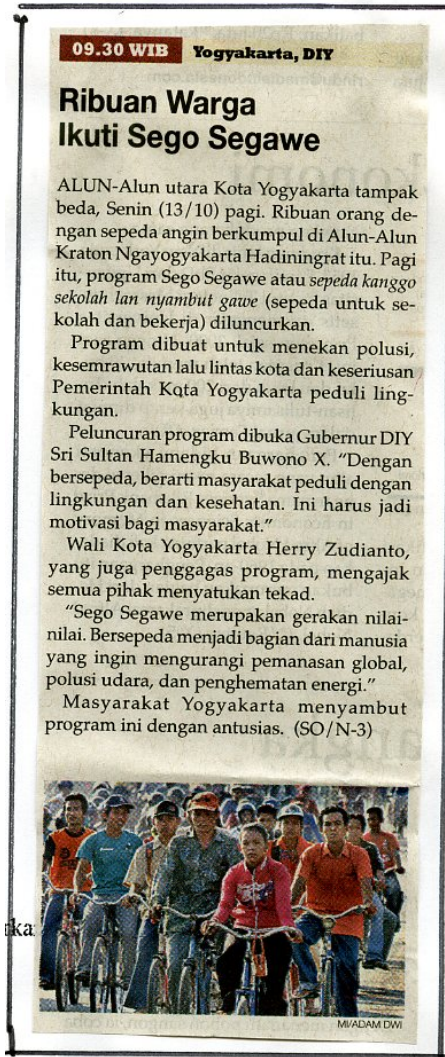 09.30 WIB Yogyakarta, DIY
Ribuan Warga
Ikuti Sego Segawe
ALUN-Alun utara Kota Yogyakarta tampak
beda, Senin (13/10) pagi. Ribuan orang de-
ngan sepeda angin berkumpul di Alun-Alun
Kraton Ngayogyakarta Hadiningrat itu. Pagi
itu, program Sego Segawe atau sepeda kanggo
sekolah lan nyambut gawe (sepeda untuk se-
kolah dan bekerja) diluncurkan.
Program dibuat untuk menekan polusi,
kesemrawutan lalu lintas kota dan keseriusan
Pemerintah Kota Yogyakarta peduli ling-
kungan.
Peluncuran program dibuka Gubernur DIY
Sri Sultan Hamengku Buwono X. “Dengan
bersepeda, berarti masyarakat peduli dengan
lingkungan dan kesehatan. Ini harus jadi
motivasi bagi masyarakat.”
Wali Kota Yogyakarta Herry Zudianto,
yang juga penggagas program, mengajak
semua pihak menyatukan tekad.
“Sego Segawe merupakan gerakan nilai-
nilai. Bersepeda menjadi bagian dari manusia
yang ingin mengurangi pemanasan global,
polusi udara, dan penghematan energi.”
Masyarakat Yogyakarta menyambut
program ini dengan antusias. (SO/N-3)
MI/ADAM DWI